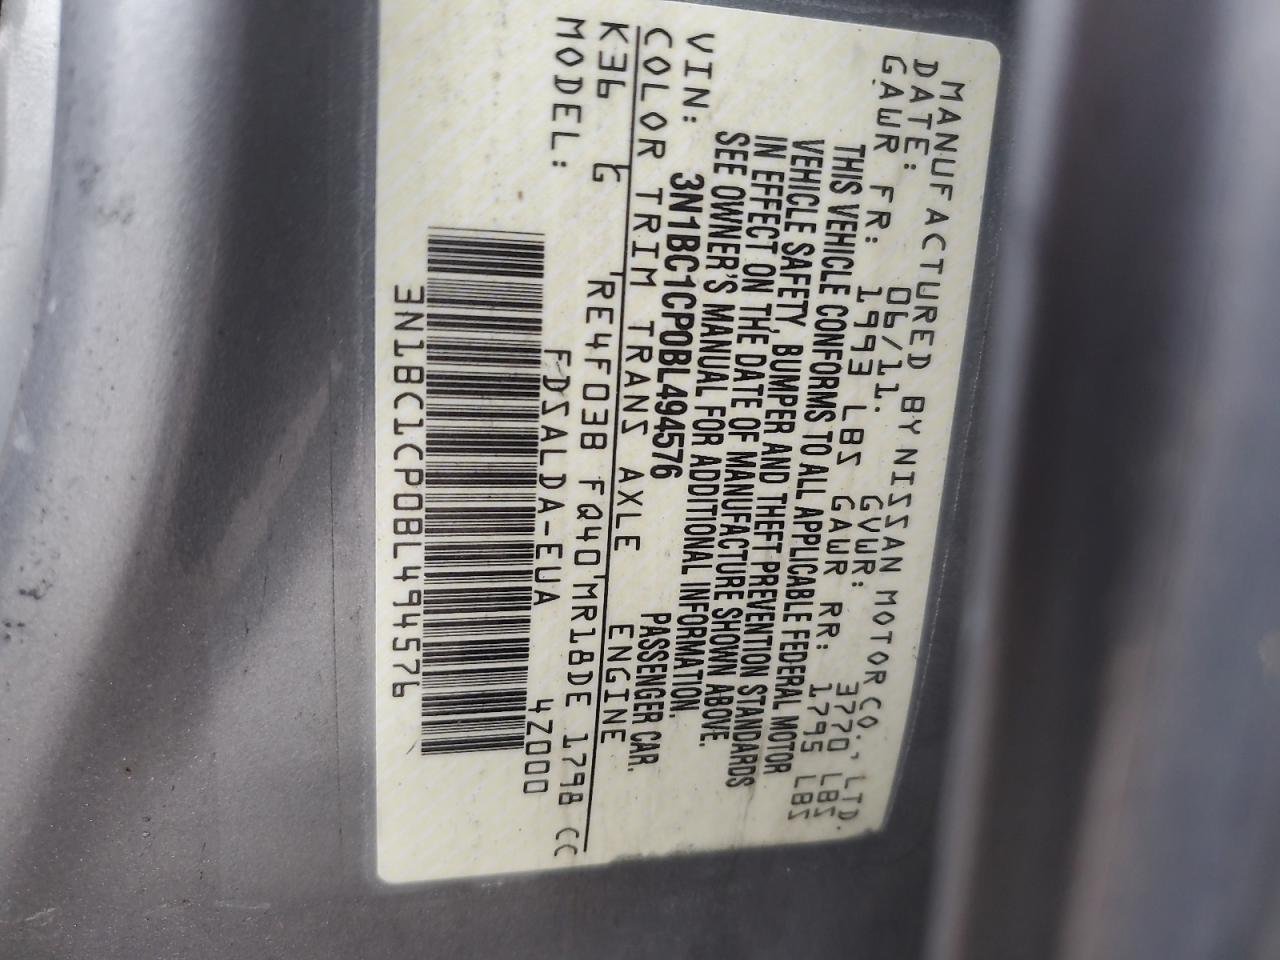 MANUFACTURED BY NISSAN MOTOR CO., LTD.
DATE: 06/11. GVWR: 3770 LBS
GAWR FR: 1993 LBS GAWR RR: 1795 LBS
THIS VEHICLE CONFORMS TO ALL APPLICABLE FEDERAL MOTOR
VEHICLE SAFETY, BUMPER AND THEFT PREVENTION STANDARDS
IN EFFECT ON THE DATE OF MANUFACTURE SHOWN ABOVE.
SEE OWNER'S MANUAL FOR ADDITIONAL INFORMATION.
VIN: 3N1BC1CP0BL494576 PASSENGER CAR.
COLOR TRIM TRANS AXLE ENGINE
K36 G RE4F03B FQ40 MR18DE 1798 CC
MODEL: FDSALDA-EUA 4Z000
3N1BC1CP0BL494576